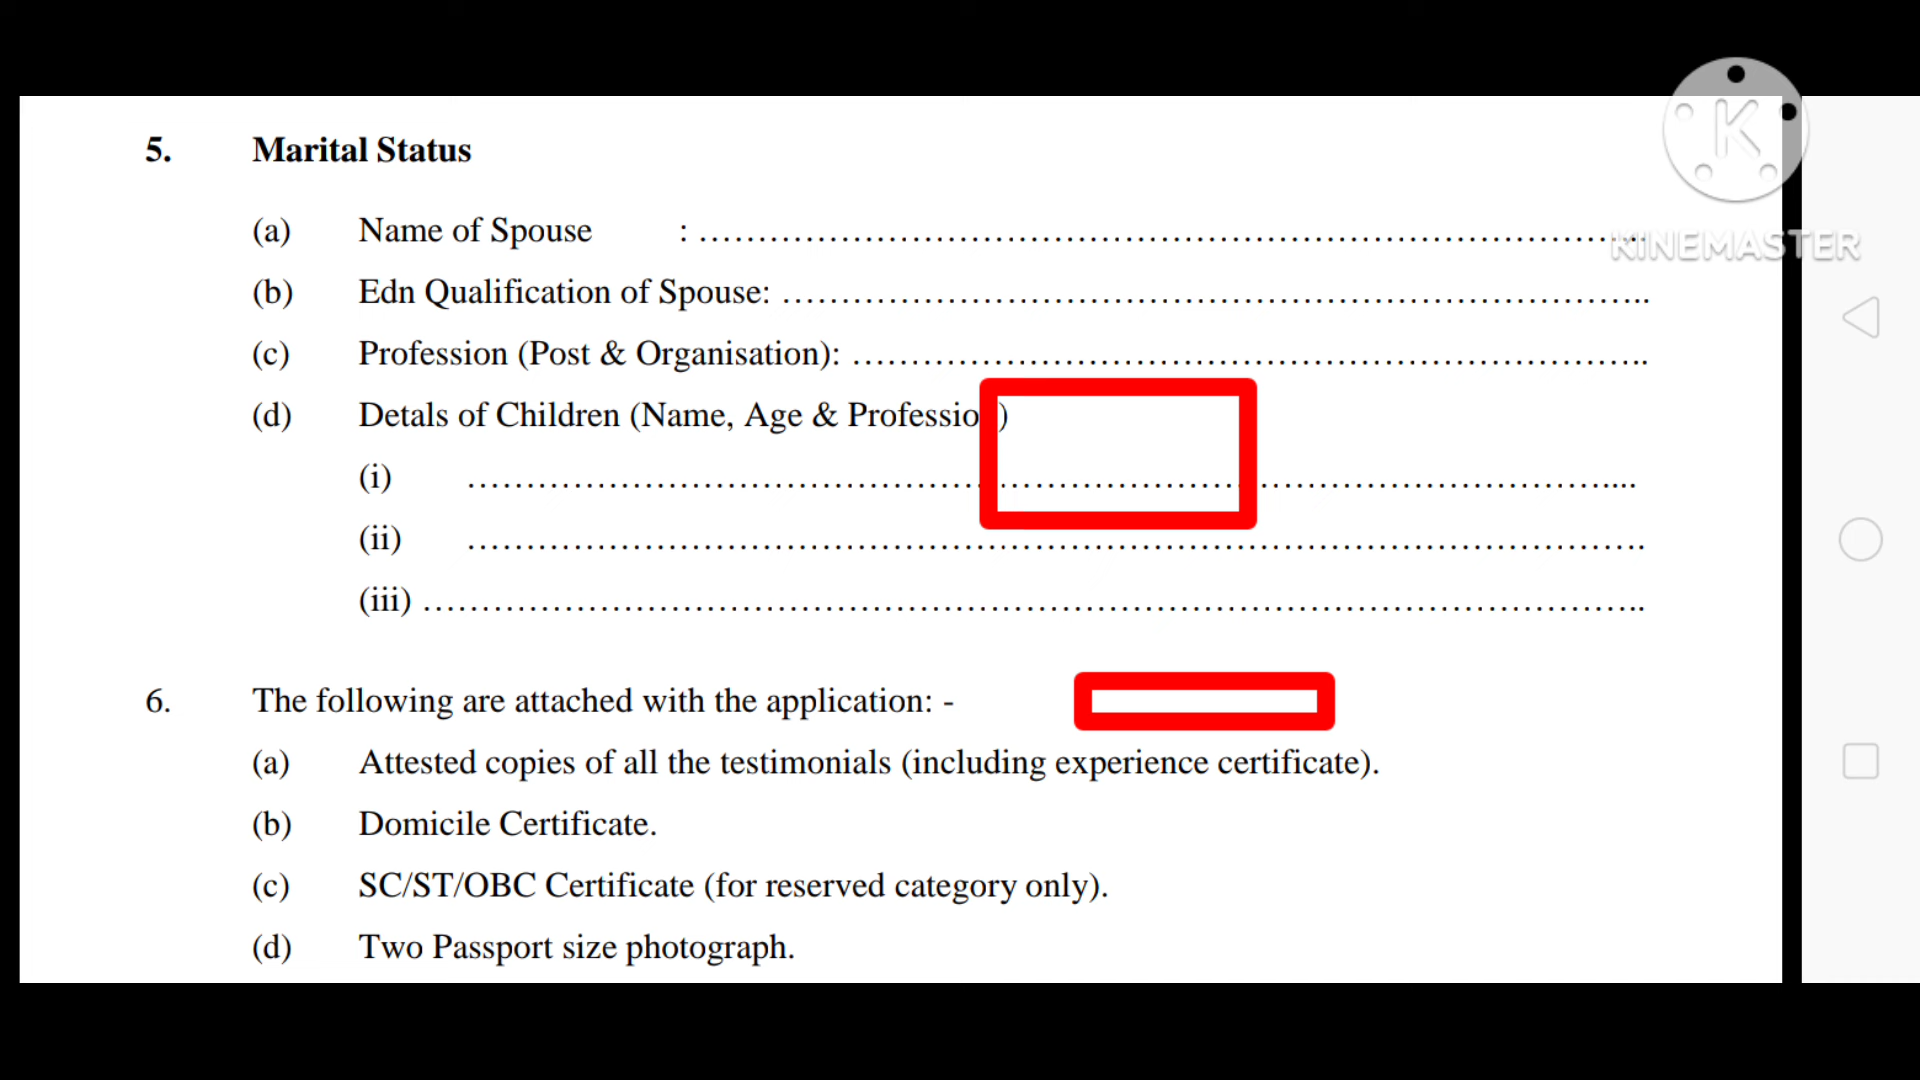 5. Marital Status
(a) Name of Spouse : ..........................................................................
(b) Edn Qualification of Spouse: ..........................................................................
(c) Profession (Post & Organisation): ..........................................................................
(d) Detals of Children (Name, Age & Professio )
(i) ..........................................................................
(ii) ..........................................................................
(iii) ..........................................................................
6. The following are attached with the application: -
(a) Attested copies of all the testimonials (including experience certificate).
(b) Domicile Certificate.
(c) SC/ST/OBC Certificate (for reserved category only).
(d) Two Passport size photograph.
K
KINEMASTER